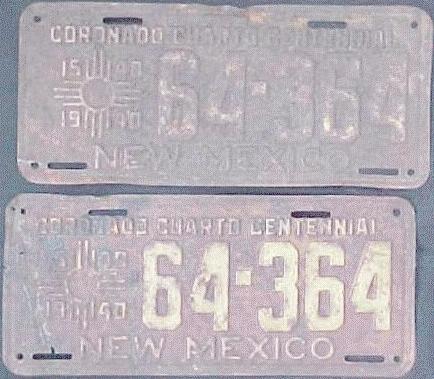 CORONADO CUARTO CENTENNIAL
15 40
64-364
19 40
NEW MEXICO
CORONADO CUARTO CENTENNIAL
15 40
64-364
19 40
NEW MEXICO